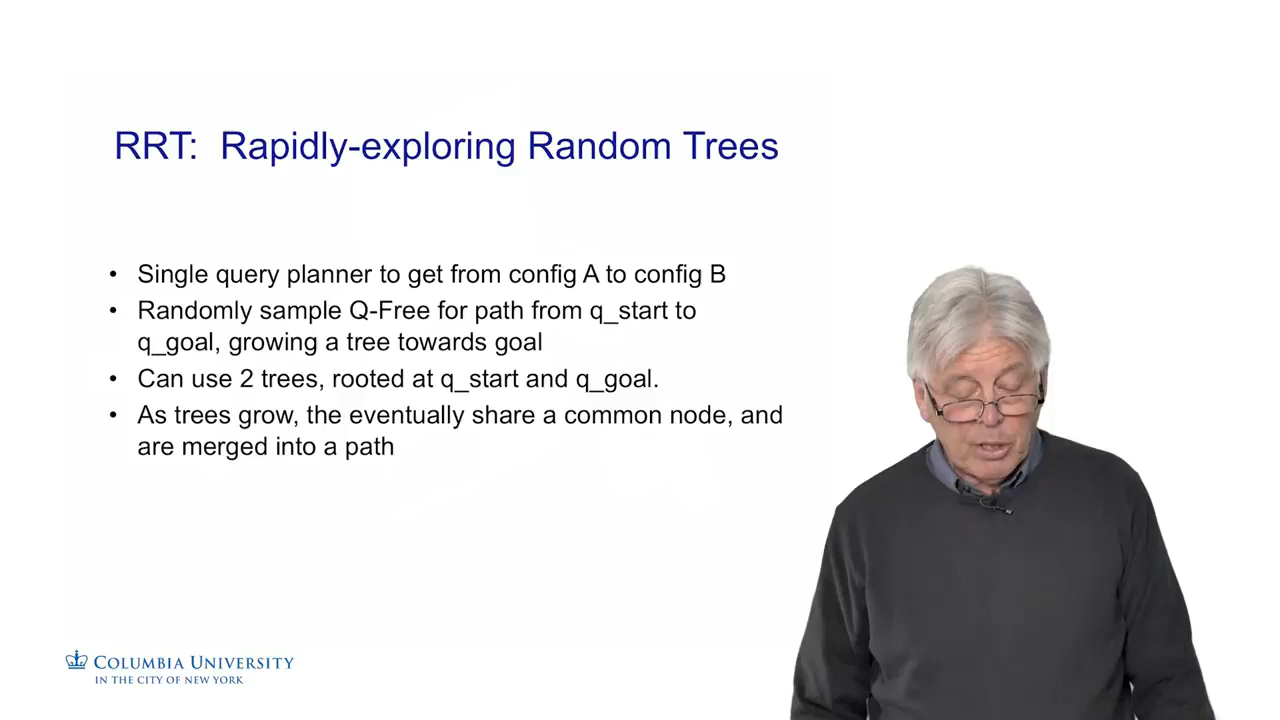 RRT: Rapidly-exploring Random Trees
• Single query planner to get from config A to config B
• Randomly sample Q-Free for path from q_start to
q_goal, growing a tree towards goal
• Can use 2 trees, rooted at q_start and q_goal.
• As trees grow, the eventually share a common node, and
are merged into a path
COLUMBIA UNIVERSITY
IN THE CITY OF NEW YORK